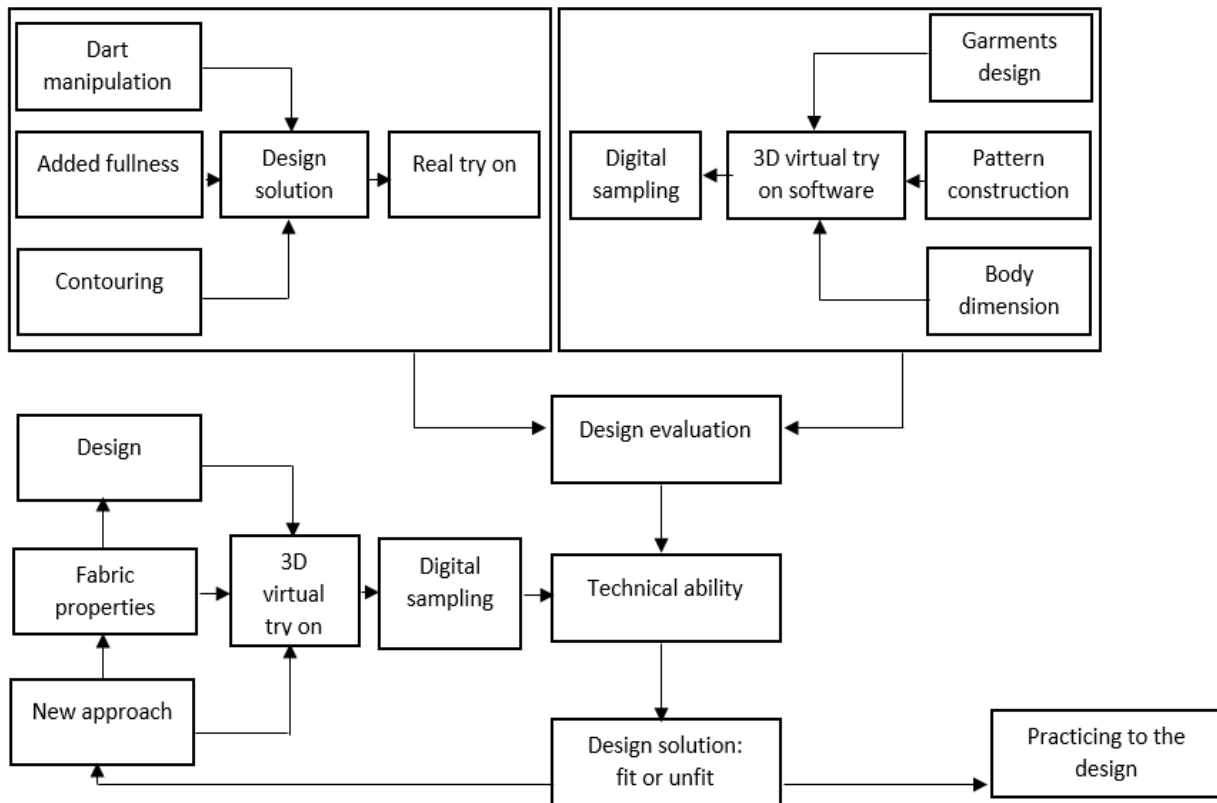 Dart
manipulation
Added fullness
Contouring
Design
solution
Real try on
Garments
design
Digital
sampling
3D virtual try
on software
Pattern
construction
Body
dimension
Design evaluation
Design
Fabric
properties
New approach
3D
virtual
try on
Digital
sampling
Technical ability
Design solution:
fit or unfit
Practicing to the
design